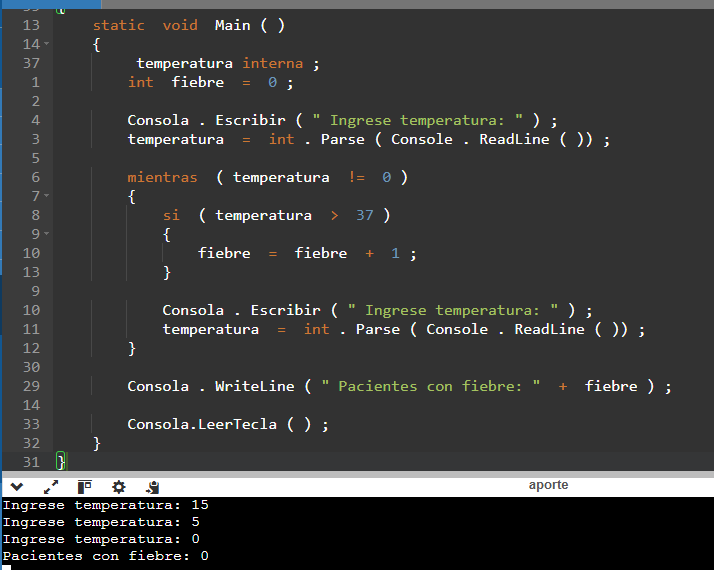 13 static void Main ( )
14 {
37 temperatura interna ;
1 int fiebre = 0 ;
2
4 Consola . Escribir ( " Ingrese temperatura: " ) ;
3 temperatura = int . Parse ( Console . ReadLine ( )) ;
5
6 mientras ( temperatura != 0 )
7 {
8 si ( temperatura > 37 )
9 {
10 fiebre = fiebre + 1 ;
13 }
9
10 Consola . Escribir ( " Ingrese temperatura: " ) ;
11 temperatura = int . Parse ( Console . ReadLine ( )) ;
12 }
30
29 Consola . WriteLine ( " Pacientes con fiebre: " + fiebre ) ;
14
33 Consola.LeerTecla ( ) ;
32 }
31 }
aporte
Ingrese temperatura: 15
Ingrese temperatura: 5
Ingrese temperatura: 0
Pacientes con fiebre: 0